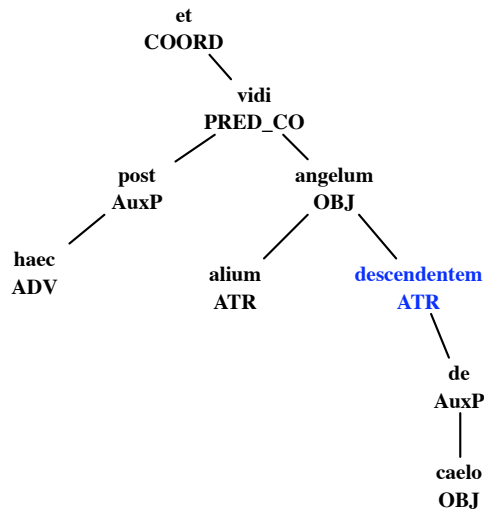 et
COORD
vidi
PRED_CO
post
AuxP
angelum
OBJ
haec
ADV
alium
ATR
descendentem
ATR
de
AuxP
caelo
OBJ